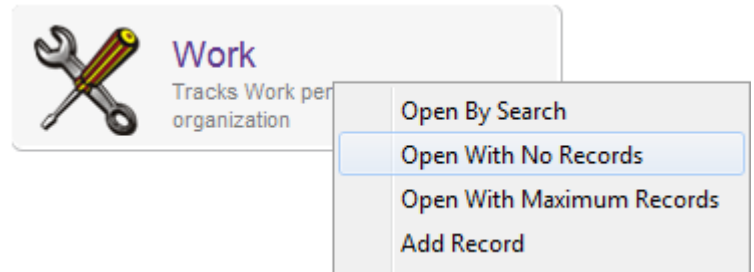 Work
Tracks Work per
organization
Open By Search
Open With No Records
Open With Maximum Records
Add Record